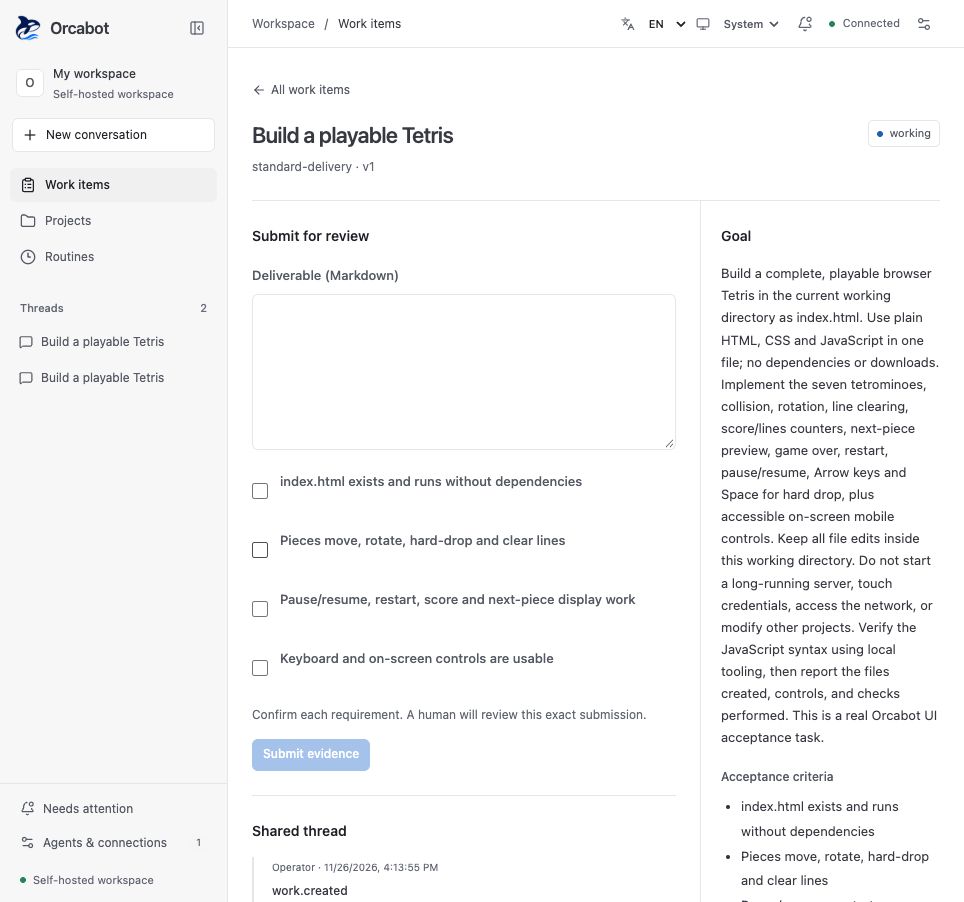 Orcabot
Workspace / Work items
EN
System
Connected
O
My workspace
Self-hosted workspace
New conversation
Work items
Projects
Routines
Threads 2
Build a playable Tetris
Build a playable Tetris
Needs attention
Agents & connections 1
Self-hosted workspace
All work items
Build a playable Tetris
working
standard-delivery · v1
Submit for review
Deliverable (Markdown)
index.html exists and runs without dependencies
Pieces move, rotate, hard-drop and clear lines
Pause/resume, restart, score and next-piece display work
Keyboard and on-screen controls are usable
Confirm each requirement. A human will review this exact submission.
Submit evidence
Shared thread
Operator · 11/26/2026, 4:13:55 PM
work.created
Goal
Build a complete, playable browser
Tetris in the current working
directory as index.html. Use plain
HTML, CSS and JavaScript in one
file; no dependencies or downloads.
Implement the seven tetrominoes,
collision, rotation, line clearing,
score/lines counters, next-piece
preview, game over, restart,
pause/resume, Arrow keys and
Space for hard drop, plus
accessible on-screen mobile
controls. Keep all file edits inside
this working directory. Do not start
a long-running server, touch
credentials, access the network, or
modify other projects. Verify the
JavaScript syntax using local
tooling, then report the files
created, controls, and checks
performed. This is a real Orcabot UI
acceptance task.
Acceptance criteria
• index.html exists and runs
without dependencies
• Pieces move, rotate, hard-drop
and clear lines